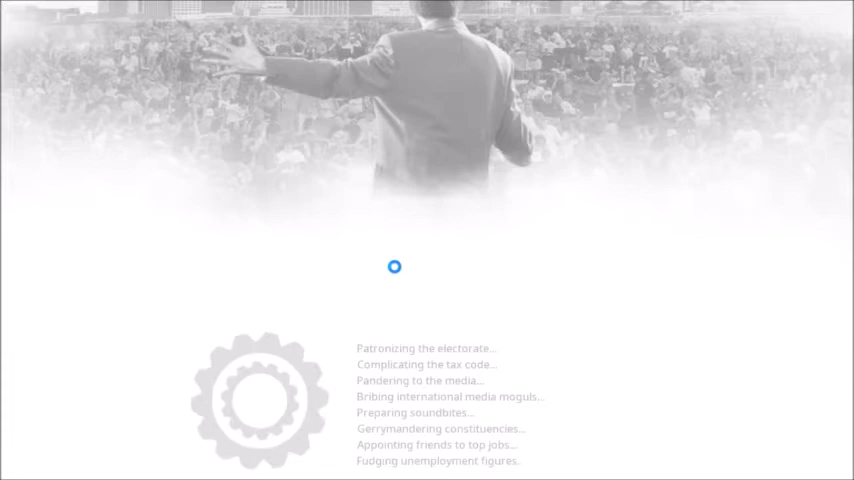 Patronizing the electorate...
Complicating the tax code...
Pandering to the media...
Bribing international media moguls...
Preparing soundbites...
Gerrymandering constituencies...
Appointing friends to top jobs...
Fudging unemployment figures..